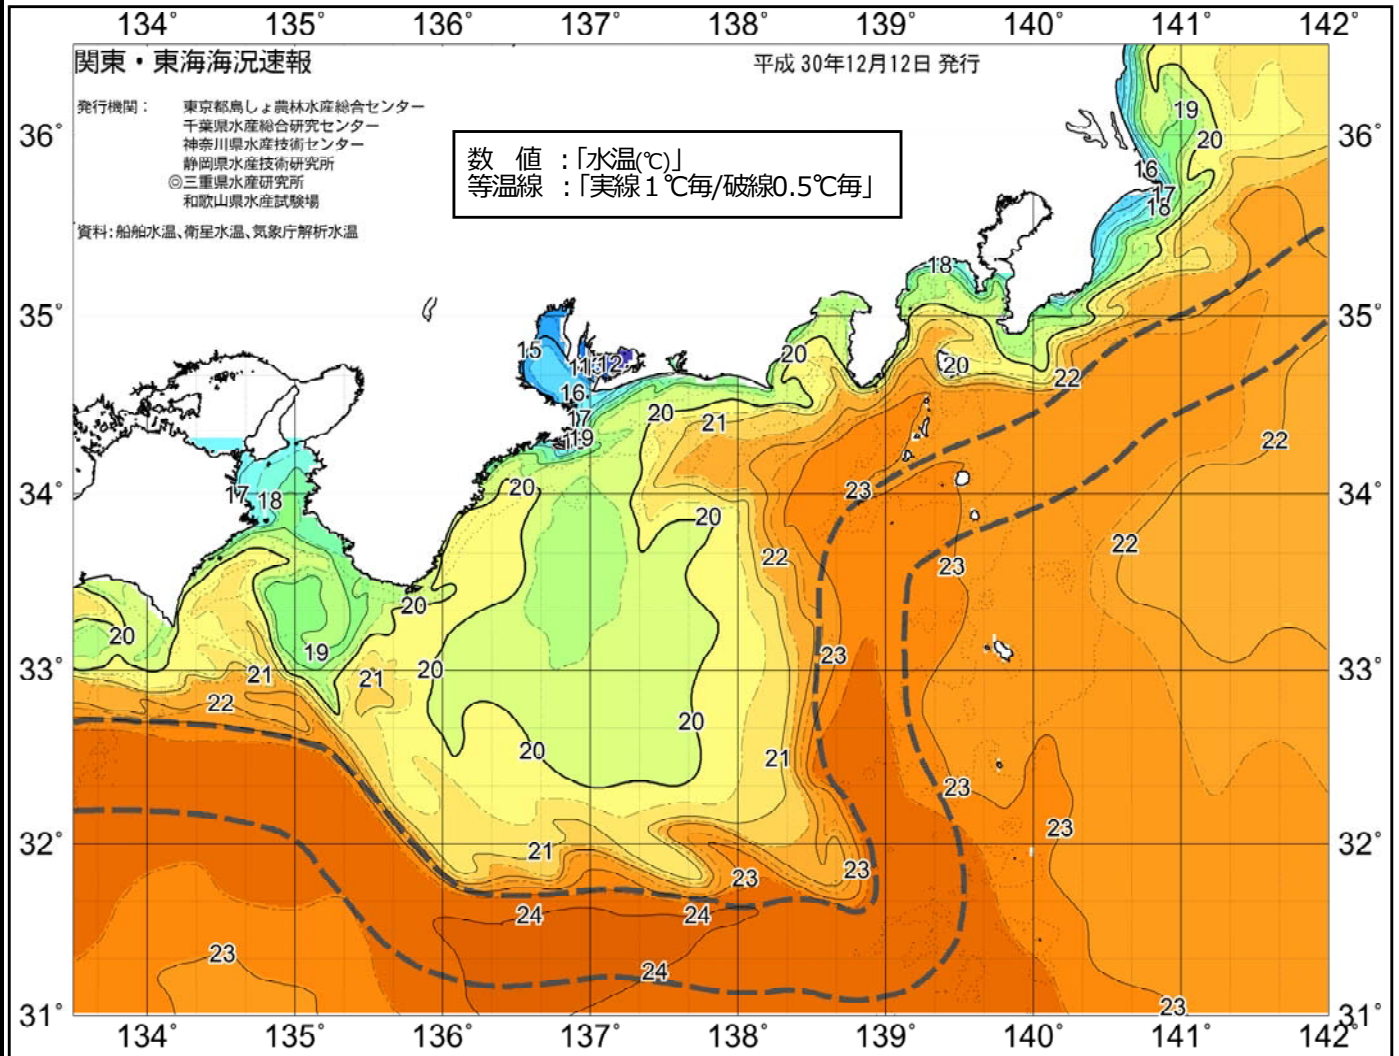 134° 135° 136° 137° 138° 139° 140° 141° 142°
関東・東海海況速報
平成 30年12月12日 発行
発行機関： 東京都島しょ農林水産総合センター
千葉県水産総合研究センター
神奈川県水産技術センター
静岡県水産技術研究所
◎三重県水産研究所
和歌山県水産試験場
資料：船舶水温、衛星水温、気象庁解析水温
数 値 ：「水温(℃)」
等温線 ：「実線１℃毎/破線0.5℃毎」
19
36° 20 36°
16
17
18
35° 35°
15 20 20
12
16 22
17 20 21
19 22
34° 20 23 34°
17 18
20
22 22
23
20
20
19 23
33° 21 21 20 33°
22
20
20 21
23
32° 23 32°
21
23 23
24 24
23 24
31° 23 31°
134 135 136 137 138 139 140 141 142°